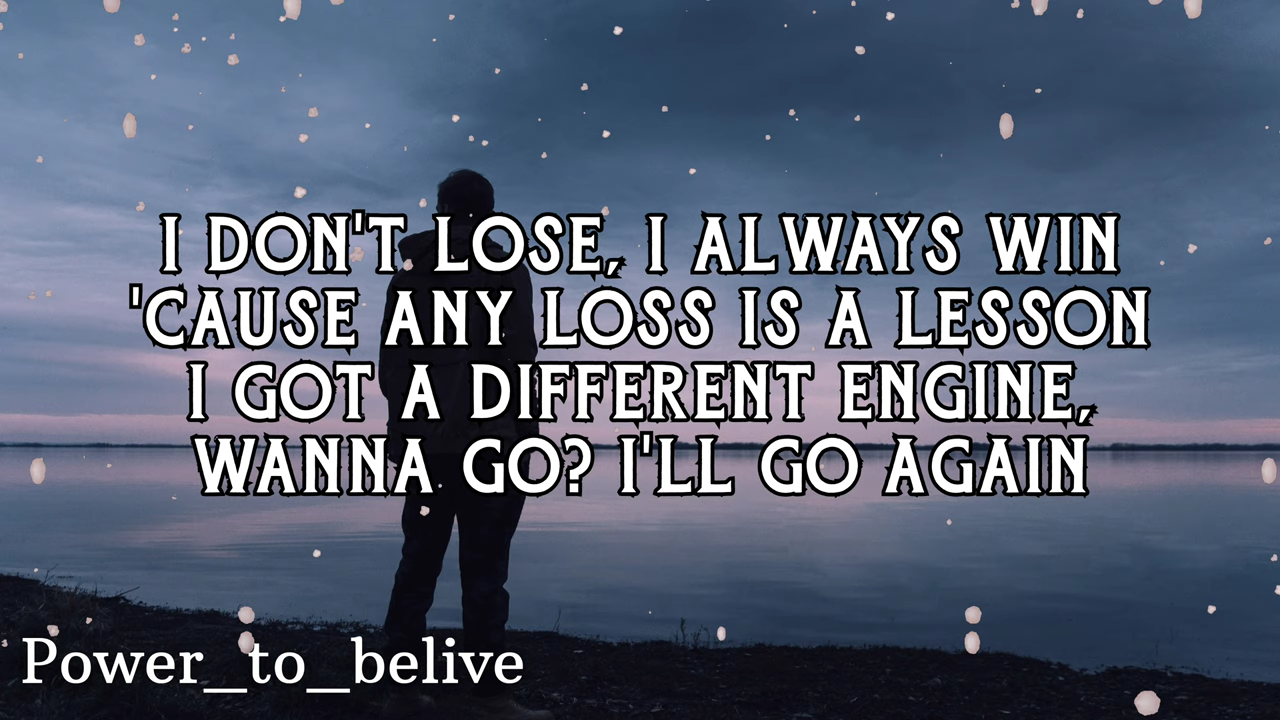 I DON'T LOSE, I ALWAYS WIN
'CAUSE ANY LOSS IS A LESSON
I GOT A DIFFERENT ENGINE,
WANNA GO? I'LL GO AGAIN
Power_to_belive